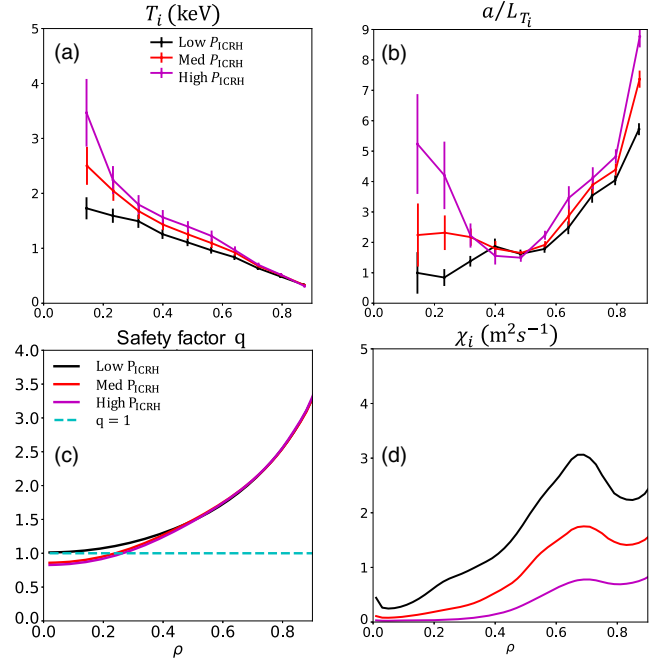 T_i (keV)
(a)
Low P_ICRH
Med P_ICRH
High P_ICRH
5
4
3
2
1
0
0.0 0.2 0.4 0.6 0.8
a/L_{T_i}
(b)
9
8
7
6
5
4
3
2
1
0
0.0 0.2 0.4 0.6 0.8
Safety factor q
Low P_ICRH
Med P_ICRH
High P_ICRH
q = 1
(c)
4.0
3.5
3.0
2.5
2.0
1.5
1.0
0.5
0.0
0.0 0.2 0.4 0.6 0.8
ρ
χ_i (m²s⁻¹)
(d)
5
4
3
2
1
0
0.0 0.2 0.4 0.6 0.8
ρ